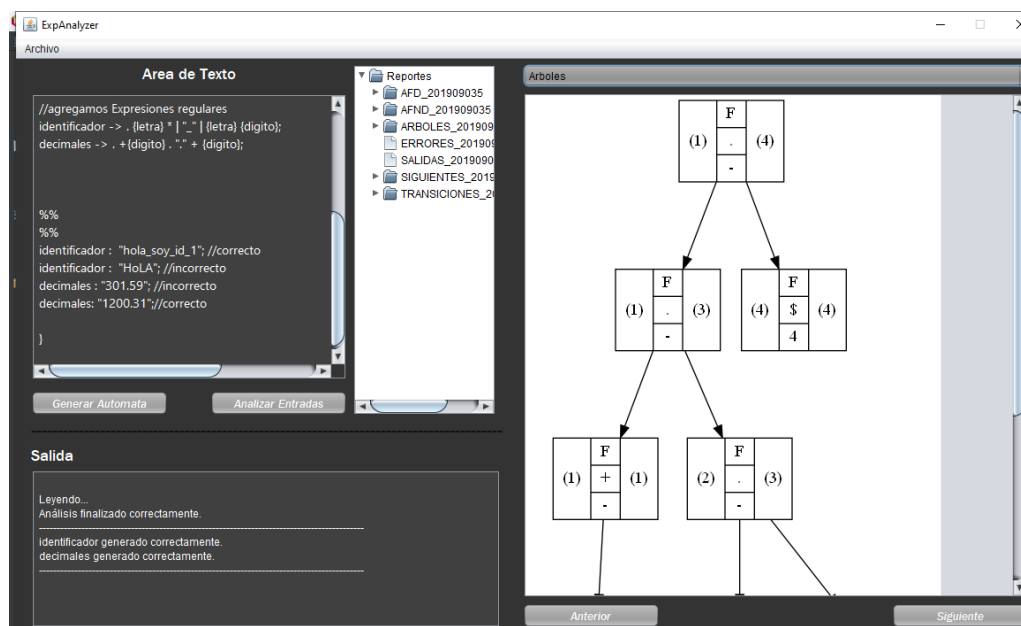 ExpAnalyzer
Archivo
Area de Texto
//agregamos Expresiones regulares
identificador -> . {letra} * | "_" | {letra} {digito};
decimales -> . +{digito} . "." + {digito};
%%
%%
identificador : "hola_soy_id_1"; //correcto
identificador : "HoLA"; //incorrecto
decimales : "301.59"; //incorrecto
decimales: "1200.31";//correcto
}
Generar Automata
Analizar Entradas
Reportes
AFD_201909035
AFND_201909035
ARBOLES_201909
ERRORES_201909
SALIDAS_2019090
SIGUIENTES_2019
TRANSICIONES_20
Salida
Leyendo...
Análisis finalizado correctamente.
identificador generado correctamente.
decimales generado correctamente.
Arboles
F
(1) . (4)
-
F
(1) . (3)
-
F
(4) $ (4)
4
F
(1) + (1)
-
F
(2) . (3)
-
Anterior
Siguiente